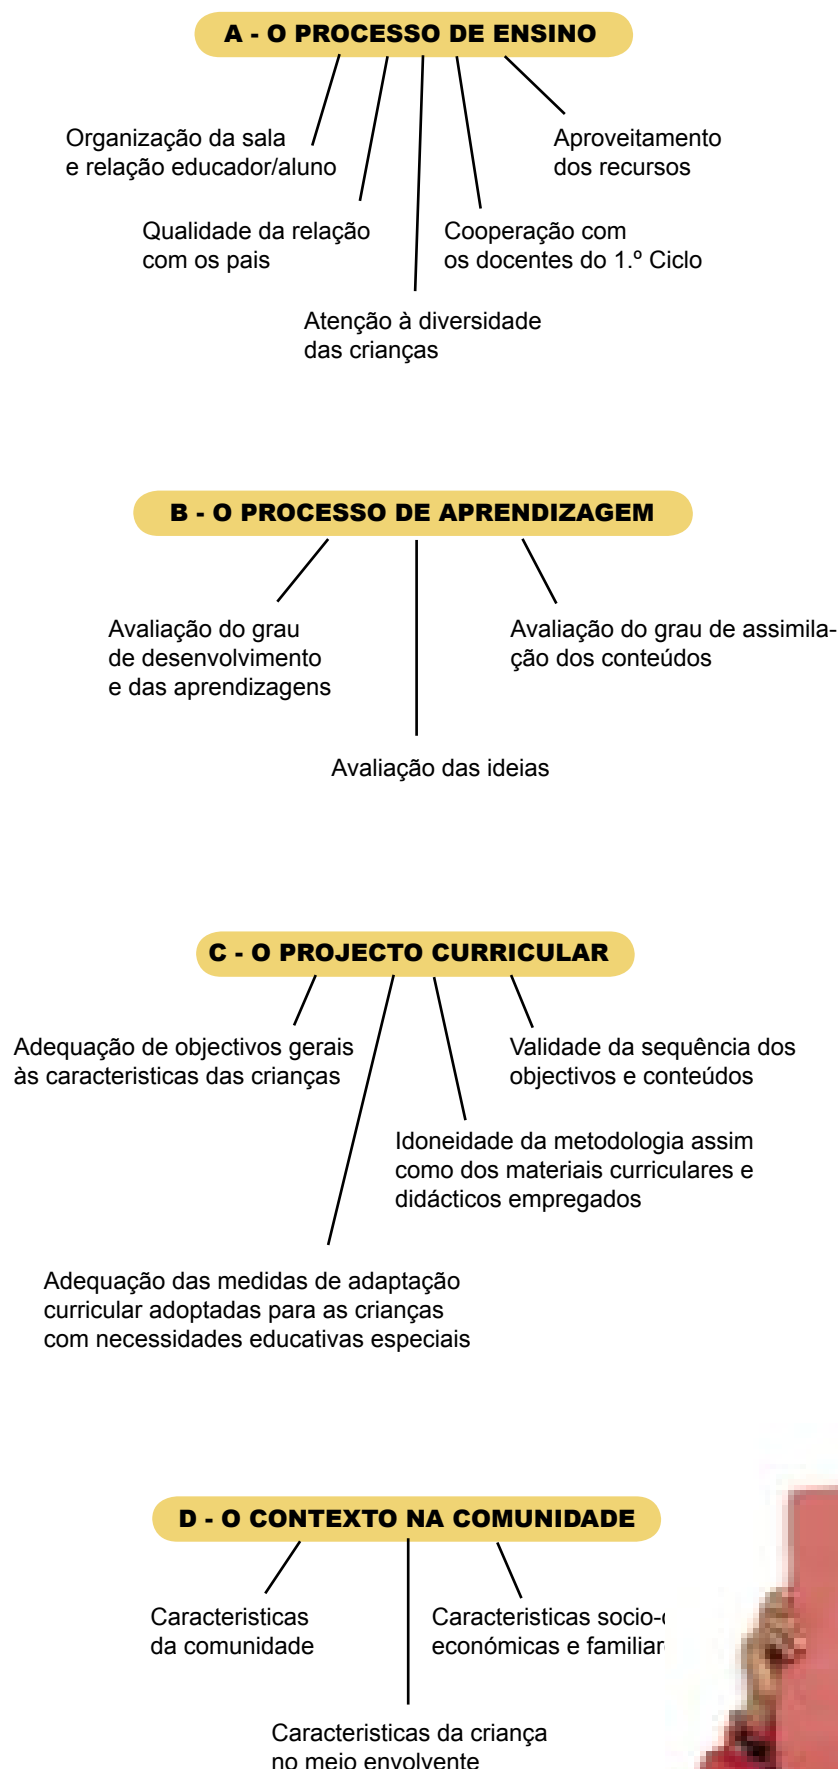 A - O PROCESSO DE ENSINO
Organização da sala
e relação educador/aluno
Aproveitamento
dos recursos
Qualidade da relação
com os pais
Cooperação com
os docentes do 1.º Ciclo
Atenção à diversidade
das crianças
B - O PROCESSO DE APRENDIZAGEM
Avaliação do grau
de desenvolvimento
e das aprendizagens
Avaliação do grau de assimila-
ção dos conteúdos
Avaliação das ideias
C - O PROJECTO CURRICULAR
Adequação de objectivos gerais
às caracteristicas das crianças
Validade da sequência dos
objectivos e conteúdos
Idoneidade da metodologia assim
como dos materiais curriculares e
didácticos empregados
Adequação das medidas de adaptação
curricular adoptadas para as crianças
com necessidades educativas especiais
D - O CONTEXTO NA COMUNIDADE
Caracteristicas
da comunidade
Caracteristicas socio-
económicas e
Caracteristicas da criança
no meio envolvente